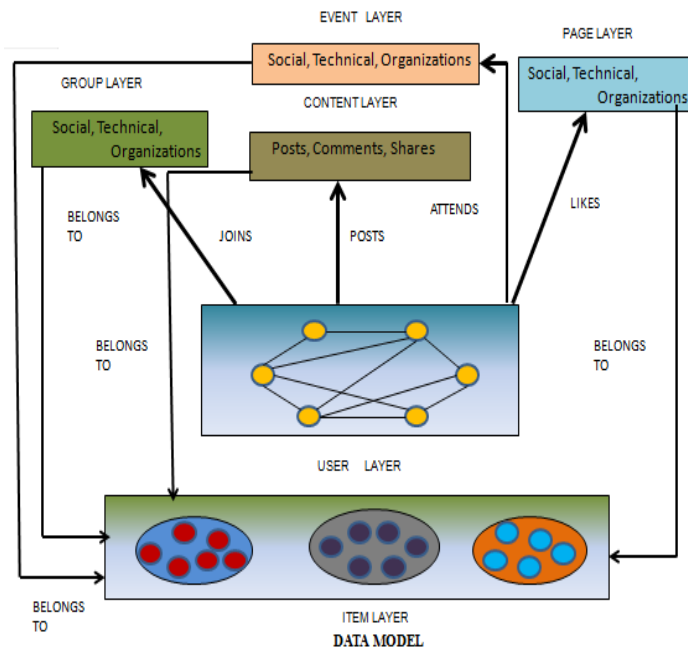 EVENT LAYER
PAGE LAYER
Social, Technical, Organizations
Social, Technical,
Organizations
GROUP LAYER
CONTENT LAYER
Social, Technical,
Organizations
Posts, Comments, Shares
BELONGS
TO
JOINS
POSTS
ATTENDS
LIKES
BELONGS
TO
BELONGS
TO
USER LAYER
BELONGS
TO
ITEM LAYER
DATA MODEL